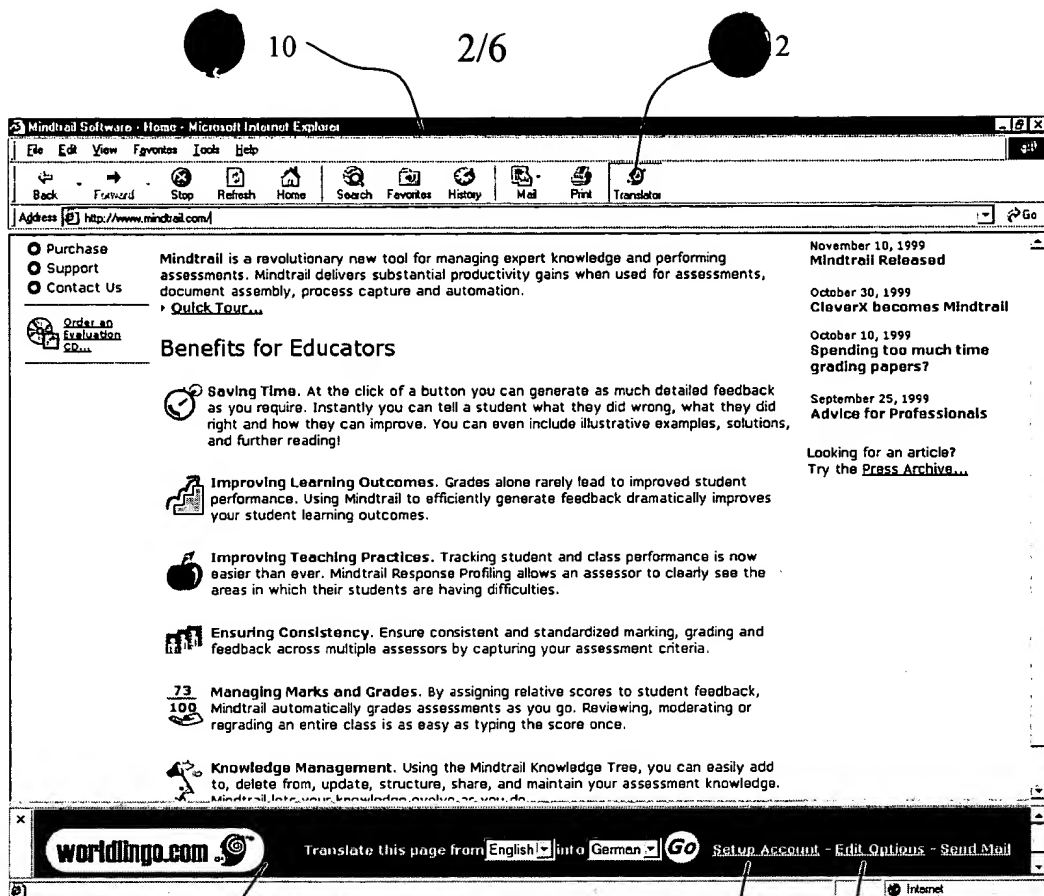 10
2/6
2
Mindtrail Software - Home - Microsoft Internet Explorer
File Edit View Favorites Tools Help
Back Forward Stop Refresh Home Search Favorites History Mail Print Translator
Address http://www.mindtrail.com/ Go
Purchase
Support
Contact Us
Order an
Evaluation
CD...
Mindtrail is a revolutionary new tool for managing expert knowledge and performing
assessments. Mindtrail delivers substantial productivity gains when used for assessments,
document assembly, process capture and automation.
Quick Tour...
Benefits for Educators
Saving Time. At the click of a button you can generate as much detailed feedback
as you require. Instantly you can tell a student what they did wrong, what they did
right and how they can improve. You can even include illustrative examples, solutions,
and further reading!
Improving Learning Outcomes. Grades alone rarely lead to improved student
performance. Using Mindtrail to efficiently generate feedback dramatically improves
your student learning outcomes.
Improving Teaching Practices. Tracking student and class performance is now
easier than ever. Mindtrail Response Profiling allows an assessor to clearly see the
areas in which their students are having difficulties.
Ensuring Consistency. Ensure consistent and standardized marking, grading and
feedback across multiple assessors by capturing your assessment criteria.
73
100
Managing Marks and Grades. By assigning relative scores to student feedback,
Mindtrail automatically grades assessments as you go. Reviewing, moderating or
regrading an entire class is as easy as typing the score once.
Knowledge Management. Using the Mindtrail Knowledge Tree, you can easily add
to, delete from, update, structure, share, and maintain your assessment knowledge.
Mindtrail lets your knowledge evolve as you do.
November 10, 1999
Mindtrail Released
October 30, 1999
CleverX becomes Mindtrail
October 10, 1999
Spending too much time
grading papers?
September 25, 1999
Advice for Professionals
Looking for an article?
Try the Press Archive...
worldlingo.com
Translate this page from English into German Go Setup Account - Edit Options - Send Mail
Internet